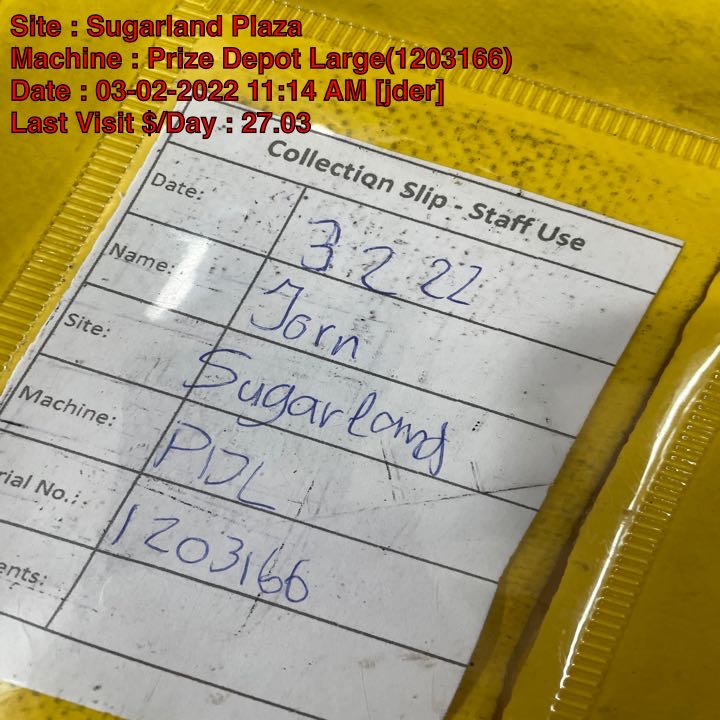 Site : Sugarland Plaza
Machine : Prize Depot Large(1203166)
Date : 03-02-2022 11:14 AM [jder]
Last Visit $/Day : 27.03
Collection Slip - Staff Use
Date: 3 2 22
Name: Jorn
Site: Sugarland
Machine: PDL
rial No.: 1203166
ents: